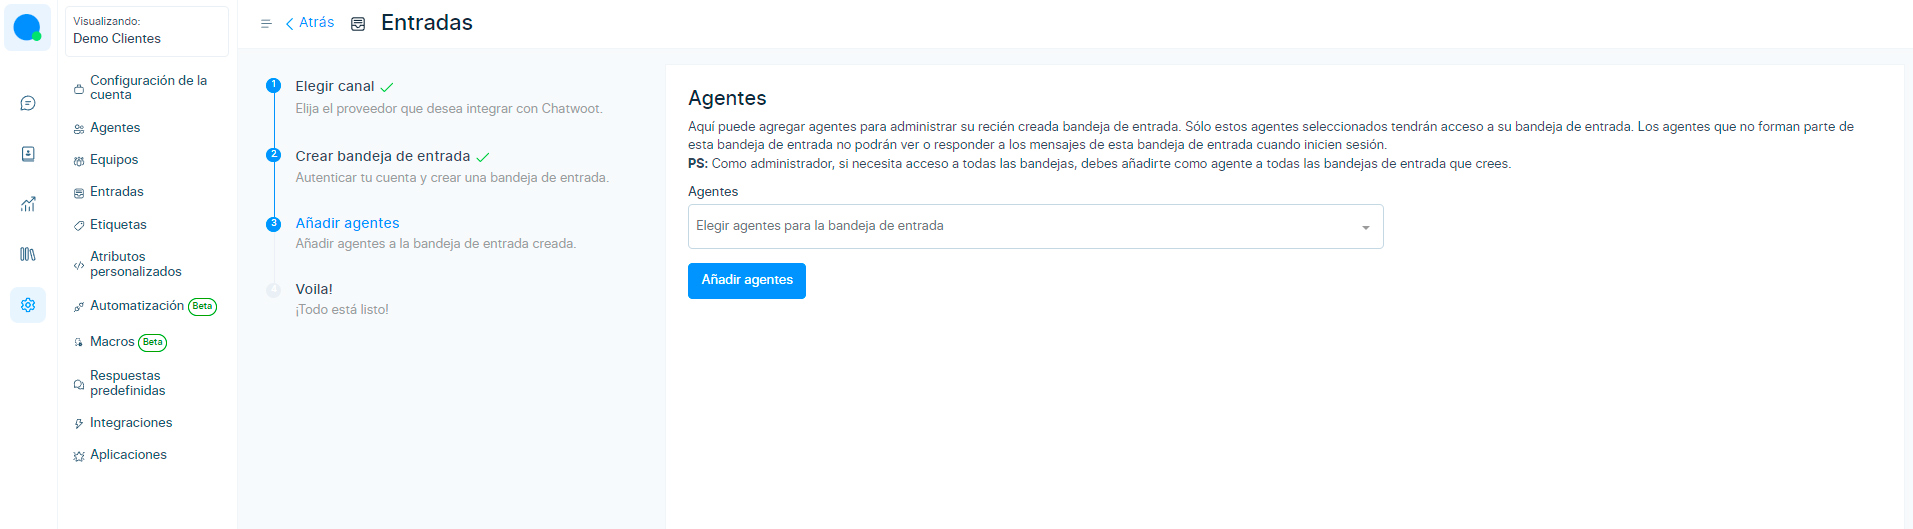 Visualizando:
Demo Clientes
Configuración de la
cuenta
Agentes
Equipos
Entradas
Etiquetas
Atributos
personalizados
Automatización Beta
Macros Beta
Respuestas
predefinidas
Integraciones
Aplicaciones
Atrás
Entradas
1
Elegir canal
Elija el proveedor que desea integrar con Chatwoot.
2
Crear bandeja de entrada
Autenticar tu cuenta y crear una bandeja de entrada.
3
Añadir agentes
Añadir agentes a la bandeja de entrada creada.
4
Voila!
¡Todo está listo!
Agentes
Aquí puede agregar agentes para administrar su recién creada bandeja de entrada. Sólo estos agentes seleccionados tendrán acceso a su bandeja de entrada. Los agentes que no forman parte de
esta bandeja de entrada no podrán ver o responder a los mensajes de esta bandeja de entrada cuando inicien sesión.
PS: Como administrador, si necesita acceso a todas las bandejas, debes añadirte como agente a todas las bandejas de entrada que crees.
Agentes
Elegir agentes para la bandeja de entrada
Añadir agentes